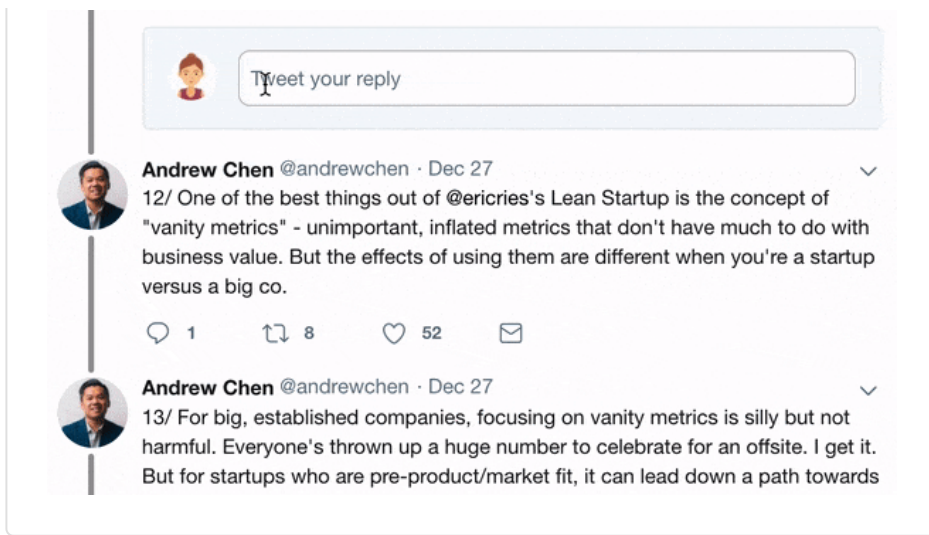 Tweet your reply
Andrew Chen @andrewchen · Dec 27
12/ One of the best things out of @ericries's Lean Startup is the concept of
"vanity metrics" - unimportant, inflated metrics that don't have much to do with
business value. But the effects of using them are different when you're a startup
versus a big co.
1 8 52
Andrew Chen @andrewchen · Dec 27
13/ For big, established companies, focusing on vanity metrics is silly but not
harmful. Everyone's thrown up a huge number to celebrate for an offsite. I get it.
But for startups who are pre-product/market fit, it can lead down a path towards